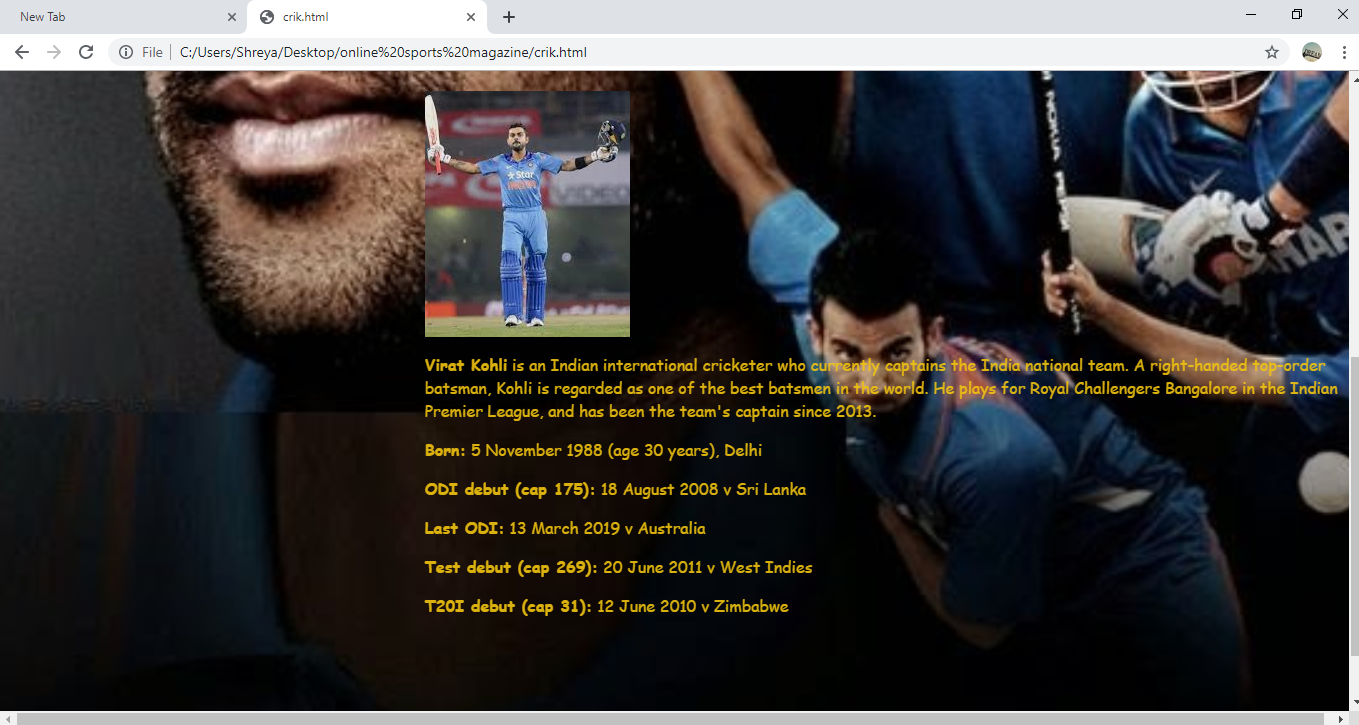 New Tab
crik.html
File
C:/Users/Shreya/Desktop/online%20sports%20magazine/crik.html
Star
INDIA
VIDEO
Virat Kohli is an Indian international cricketer who currently captains the India national team. A right-handed top-order
batsman, Kohli is regarded as one of the best batsmen in the world. He plays for Royal Challengers Bangalore in the Indian
Premier League, and has been the team's captain since 2013.
Born: 5 November 1988 (age 30 years), Delhi
ODI debut (cap 175): 18 August 2008 v Sri Lanka
Last ODI: 13 March 2019 v Australia
Test debut (cap 269): 20 June 2011 v West Indies
T20I debut (cap 31): 12 June 2010 v Zimbabwe